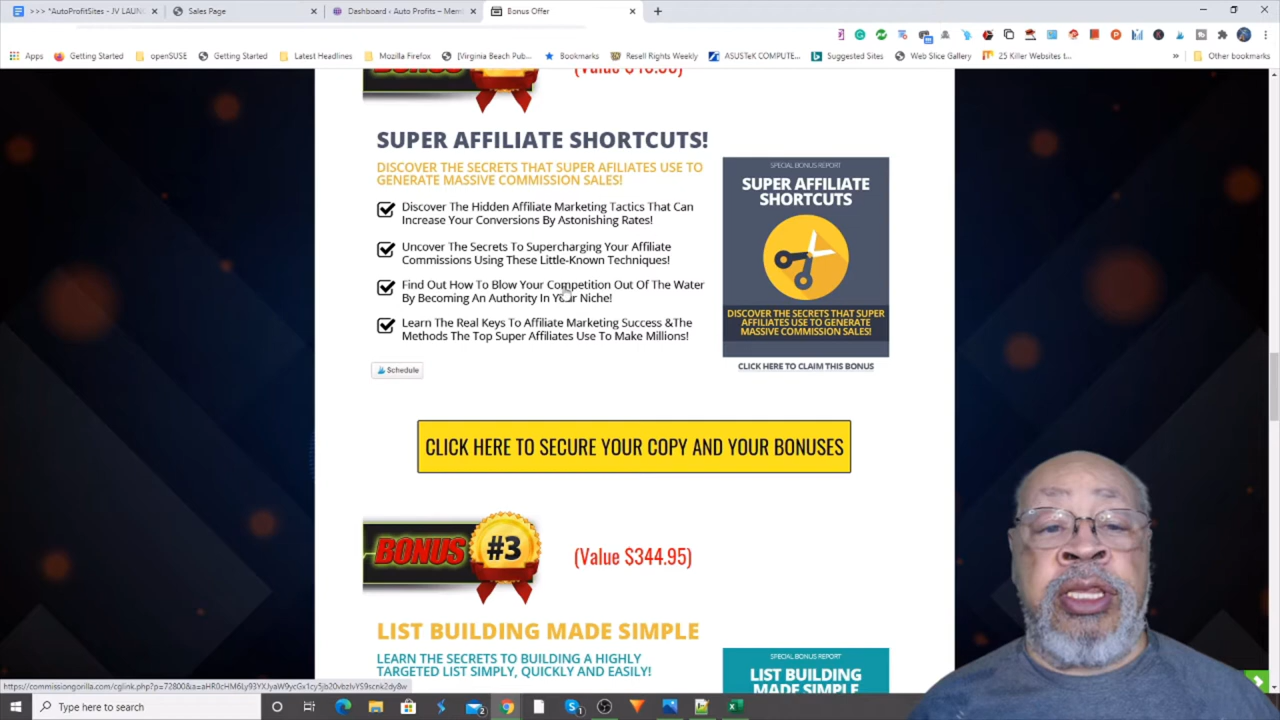 >>> *AutoProfitSites - JV LAUNC
Sales Page
Dashboard ‹ Auto Profits – Mem
Bonus Offer
Apps
Getting Started
openSUSE
Getting Started
Latest Headlines
Mozilla Firefox
[Virginia Beach Pub...
Bookmarks
Resell Rights Weekly
ASUSTeK COMPUTE...
Suggested Sites
Web Slice Gallery
25 Killer Websites t...
Other bookmarks
BONUS
SUPER AFFILIATE SHORTCUTS!
DISCOVER THE SECRETS THAT SUPER AFILIATES USE TO
GENERATE MASSIVE COMMISSION SALES!
Discover The Hidden Affiliate Marketing Tactics That Can
Increase Your Conversions By Astonishing Rates!
Uncover The Secrets To Supercharging Your Affiliate
Commissions Using These Little-Known Techniques!
Find Out How To Blow Your Competition Out Of The Water
By Becoming An Authority In Your Niche!
Learn The Real Keys To Affiliate Marketing Success &The
Methods The Top Super Affiliates Use To Make Millions!
Schedule
SPECIAL BONUS REPORT
SUPER AFFILIATE
SHORTCUTS
DISCOVER THE SECRETS THAT SUPER
AFFILIATES USE TO GENERATE
MASSIVE COMMISSION SALES!
CLICK HERE TO CLAIM THIS BONUS
CLICK HERE TO SECURE YOUR COPY AND YOUR BONUSES
BONUS #3
(Value $344.95)
LIST BUILDING MADE SIMPLE
LEARN THE SECRETS TO BUILDING A HIGHLY
TARGETED LIST SIMPLY, QUICKLY AND EASILY!
SPECIAL BONUS REPORT
LIST BUILDING
MADE SIMPLE
Type here to search